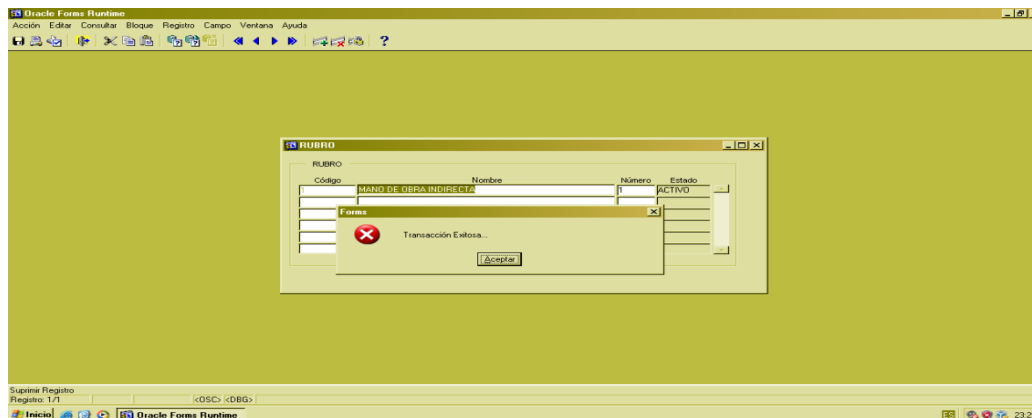 Oracle Forms Runtime
Acción Editar Consultar Bloque Registro Campo Ventana Ayuda
RUBRO
RUBRO
Código Nombre Número Estado
1 MANO DE OBRA INDIRECTA 1 ACTIVO
Forms
Transacción Exitosa...
Aceptar
Suprimir Registro
Registro: 1/1 <OSC> <DBG>
Inicio Oracle Forms Runtime ES